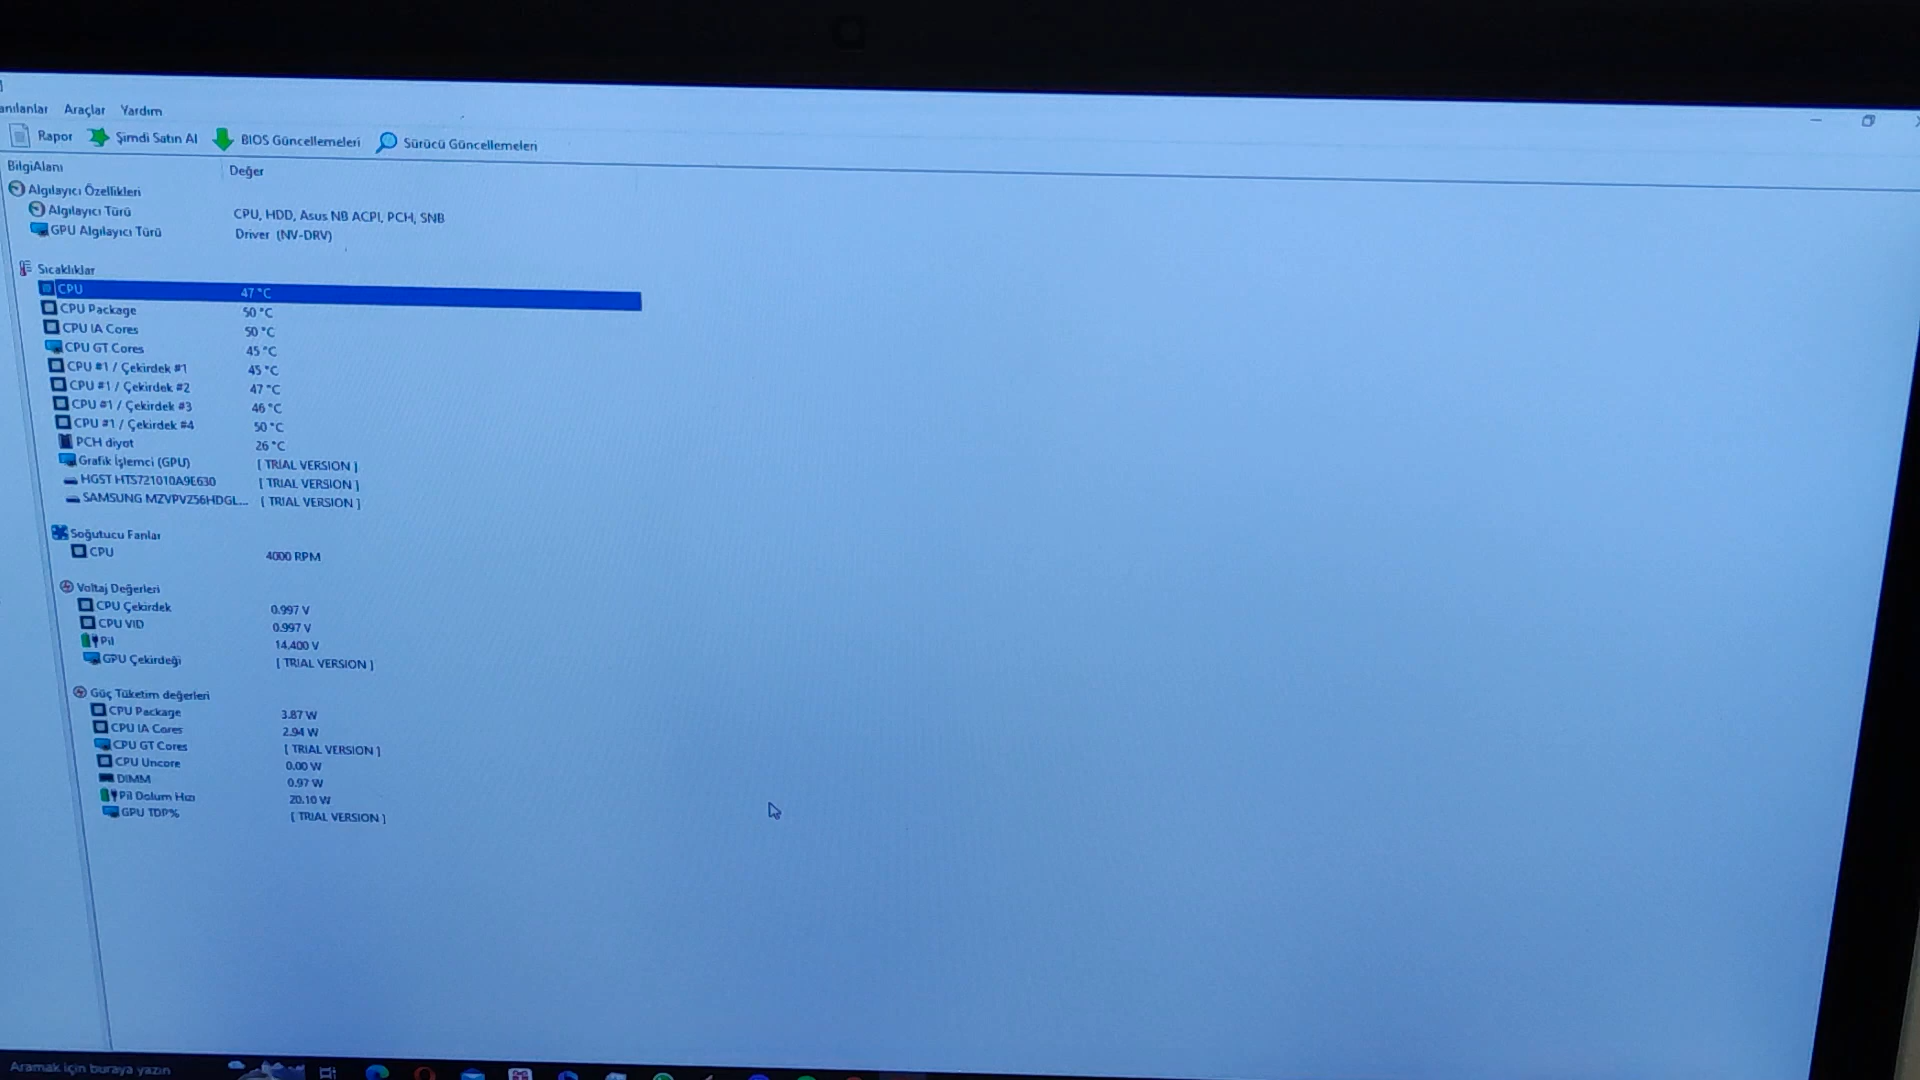 Araçlar Yardım
Rapor Şimdi Satın Al BIOS Güncellemeleri Sürücü Güncellemeleri
BilgiAlanı Değer
Algılayıcı Özellikleri
Algılayıcı Türü CPU, HDD, Asus NB ACPI, PCH, SNB
GPU Algılayıcı Türü Driver (NV-DRV)
Sıcaklıklar
CPU 47 °C
CPU Package 50 °C
CPU IA Cores 50 °C
CPU GT Cores 45 °C
CPU #1 / Çekirdek #1 45 °C
CPU #1 / Çekirdek #2 47 °C
CPU #1 / Çekirdek #3 46 °C
CPU #1 / Çekirdek #4 50 °C
PCH diyot 26 °C
Grafik İşlemci (GPU) [ TRIAL VERSION ]
HGST HTS721010A9E630 [ TRIAL VERSION ]
SAMSUNG MZVPV256HDGL... [ TRIAL VERSION ]
Soğutucu Fanlar
CPU 4000 RPM
Voltaj Değerleri
CPU Çekirdek 0.997 V
CPU VID 0.997 V
Pil 14.400 V
GPU Çekirdeği [ TRIAL VERSION ]
Güç Tüketim değerleri
CPU Package 3.87 W
CPU IA Cores 2.94 W
CPU GT Cores [ TRIAL VERSION ]
CPU Uncore 0.00 W
DIMM 0.97 W
Pil Dolum Hızı 20.10 W
GPU TDP% [ TRIAL VERSION ]
Aramak için buraya yazın